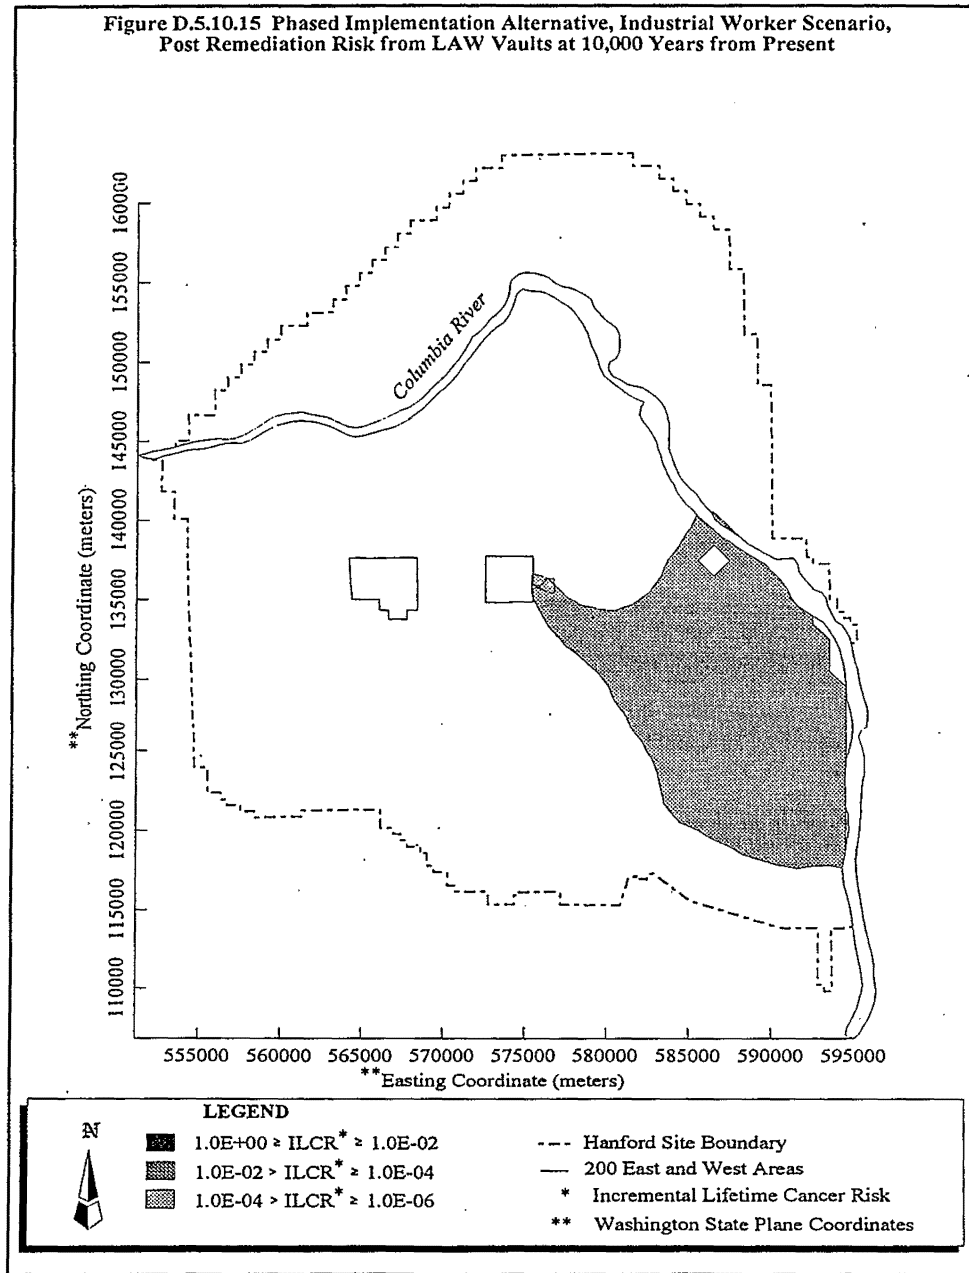 Figure D.5.10.15 Phased Implementation Alternative, Industrial Worker Scenario,
Post Remediation Risk from LAW Vaults at 10,000 Years from Present
160000
155000
150000
145000
140000
135000
130000
125000
120000
115000
110000
**Northing Coordinate (meters)
Columbia River
555000 560000 565000 570000 575000 580000 585000 590000 595000
**Easting Coordinate (meters)
LEGEND
N
1.0E+00 ≥ ILCR* ≥ 1.0E-02
1.0E-02 > ILCR* ≥ 1.0E-04
1.0E-04 > ILCR* ≥ 1.0E-06
Hanford Site Boundary
200 East and West Areas
* Incremental Lifetime Cancer Risk
** Washington State Plane Coordinates